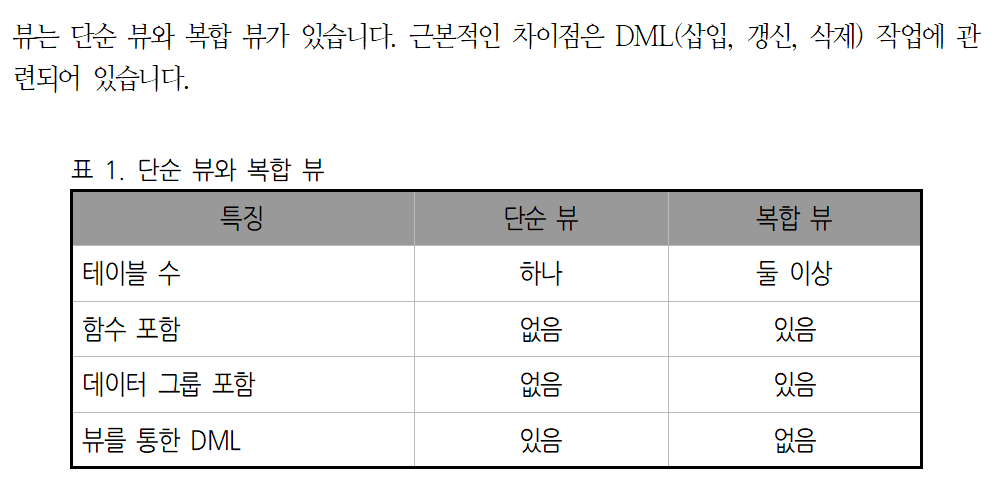 뷰는 단순 뷰와 복합 뷰가 있습니다. 근본적인 차이점은 DML(삽입, 갱신, 삭제) 작업에 관
련되어 있습니다.
표 1. 단순 뷰와 복합 뷰
특징 단순 뷰 복합 뷰
테이블 수 하나 둘 이상
함수 포함 없음 있음
데이터 그룹 포함 없음 있음
뷰를 통한 DML 있음 없음